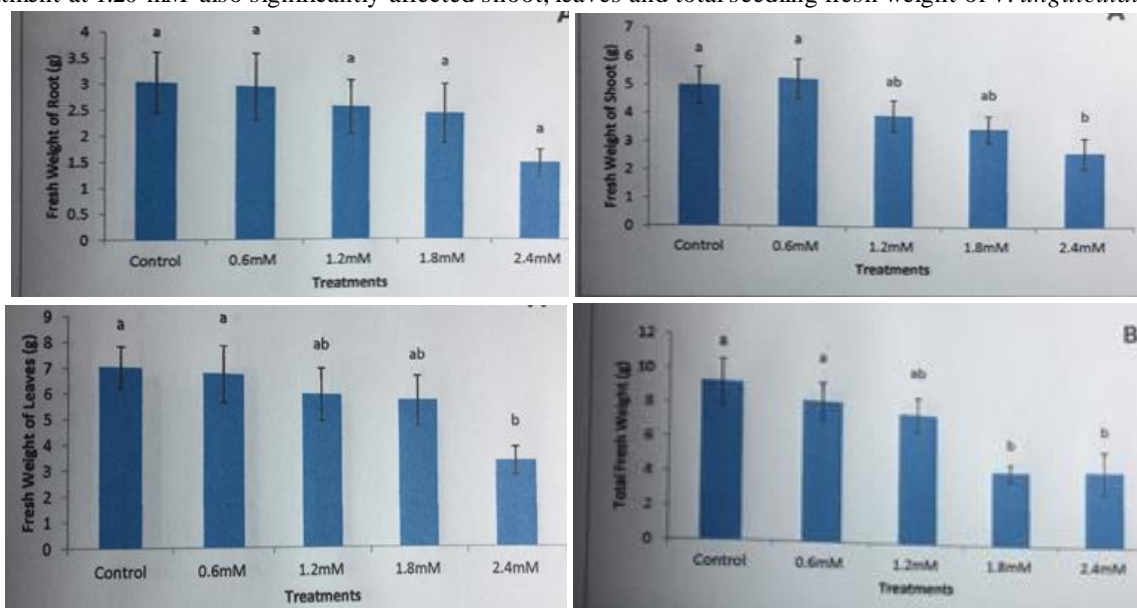 tment at 1.20 mM also significantly affected shoot, leaves and total seedling fresh weight of V. unguiculat
A
Fresh Weight of Root (g)
4
3.5
3
2.5
2
1.5
1
0.5
0
a
a
a
a
a
Control
0.6mM
1.2mM
1.8mM
2.4mM
Treatments
A
Fresh Weight of Shoot (g)
7
6
5
4
3
2
1
0
a
a
ab
ab
b
Control
0.6mM
1.2mM
1.8mM
2.4mM
Treatments
Fresh Weight of Leaves (g)
9
8
7
6
5
4
3
2
1
0
a
a
ab
ab
b
Control
0.6mM
1.2mM
1.8mM
2.4mM
Treatments
B
Total Fresh Weight (g)
12
10
8
6
4
2
0
a
a
ab
b
b
Control
0.6mM
1.2mM
1.8mM
2.4mM
Treatments